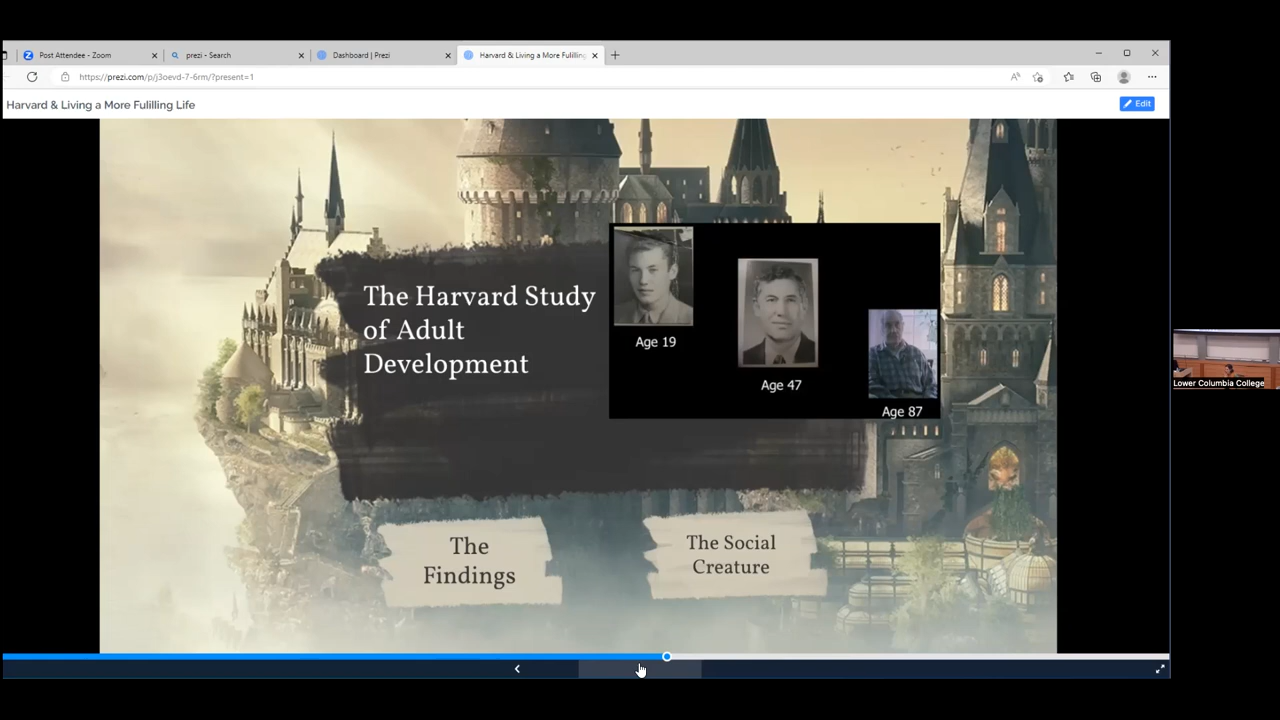 Post Attendee - Zoom
prezi - Search
Dashboard | Prezi
Harvard & Living a More Fulilling
https://prezi.com/p/j3oevd-7-6rm/?present=1
Harvard & Living a More Fulilling Life
Edit
The Harvard Study
of Adult
Development
Age 19
Age 47
Age 87
The
Findings
The Social
Creature
Lower Columbia College